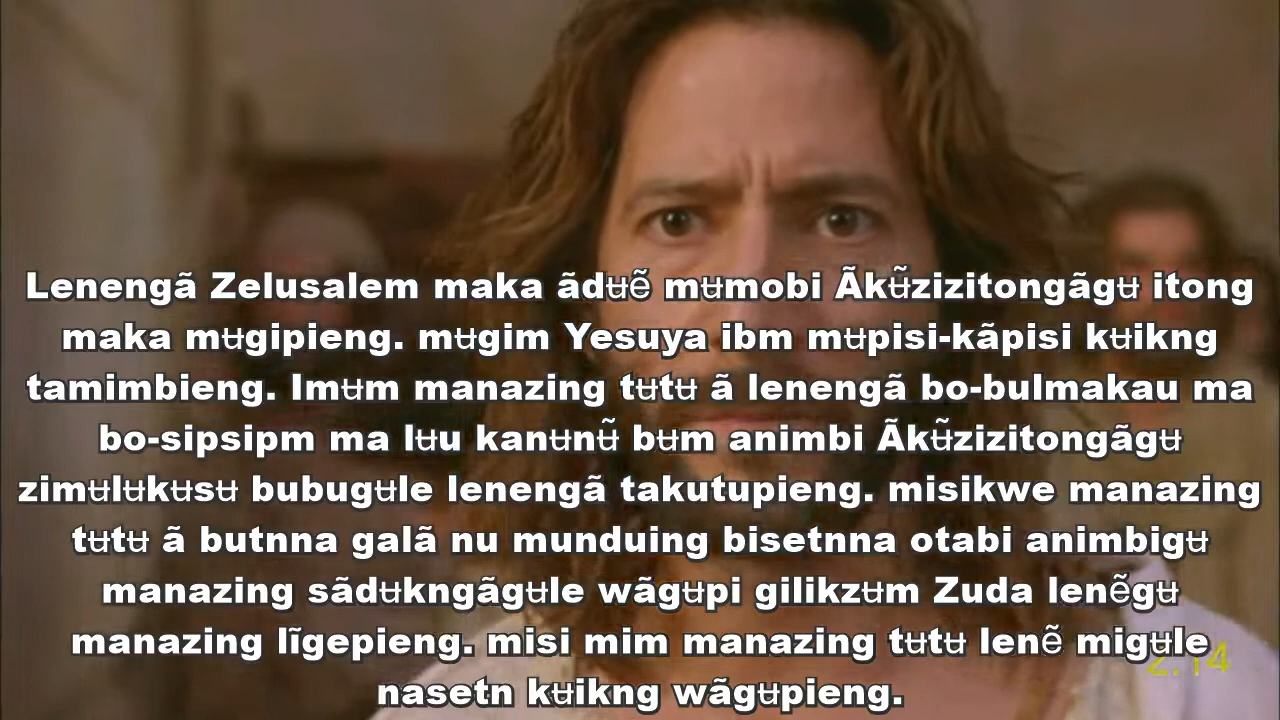 Lenengã Zelusalem maka ãdʉẽ mʉmobi Ãkʉ̃zizitongãgʉ itong
maka mʉgipieng. mʉgim Yesuya ibm mʉpisi-kãpisi kʉikng
tamimbieng. Imʉm manazing tʉtʉ ã lenengã bo-bulmakau ma
bo-sipsipm ma lʉu kanʉnʉ̃ bʉm animbi Ãkʉ̃zizitongãgʉ
zimʉlʉkʉsʉ bubugʉle lenengã takutupieng. misikwe manazing
tʉtʉ ã butnna galã nu munduing bisetnna otabi animbigʉ
manazing sãdʉkngãgʉle wãgʉpi gilikzʉm Zuda lenẽgʉ
manazing lĩgepieng. misi mim manazing tʉtʉ lenẽ migʉle
2:14
nasetn kʉikng wãgʉpieng.